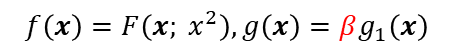 f(x) = F(x; x²), g(x) = βg₁(x)